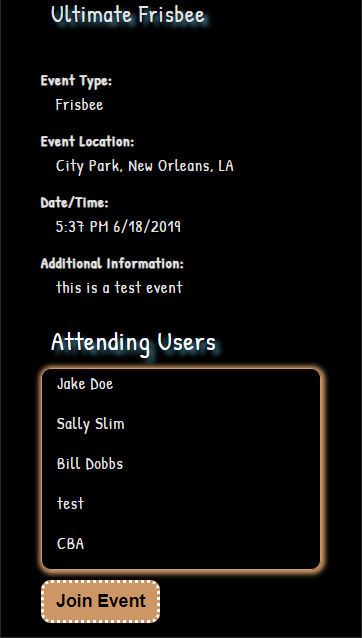 Ultimate Frisbee
Event Type:
Frisbee
Event Location:
City Park, New Orleans, LA
Date/Time:
5:37 PM 6/18/2019
Additional Information:
this is a test event
Attending Users
Jake Doe
Sally Slim
Bill Dobbs
test
CBA
Join Event